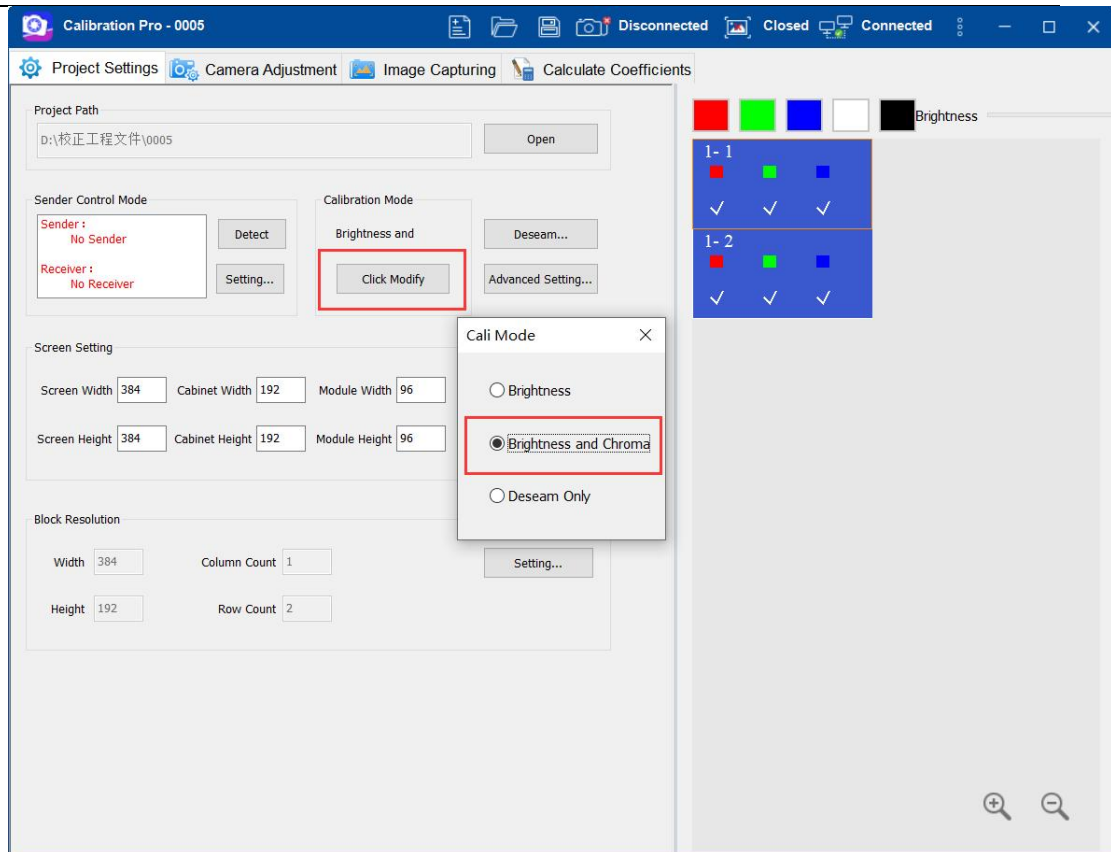 Calibration Pro - 0005
Disconnected
Closed
Connected
Project Settings
Camera Adjustment
Image Capturing
Calculate Coefficients
Project Path
D:\校正工程文件\0005
Open
Sender Control Mode
Sender:
No Sender
Receiver:
No Receiver
Detect
Setting...
Calibration Mode
Brightness and
Click Modify
Deseam...
Advanced Setting...
Screen Setting
Screen Width 384
Cabinet Width 192
Module Width 96
Screen Height 384
Cabinet Height 192
Module Height 96
Cali Mode
Brightness
Brightness and Chroma
Deseam Only
Block Resolution
Width 384
Column Count 1
Setting...
Height 192
Row Count 2
Brightness
1- 1
1- 2